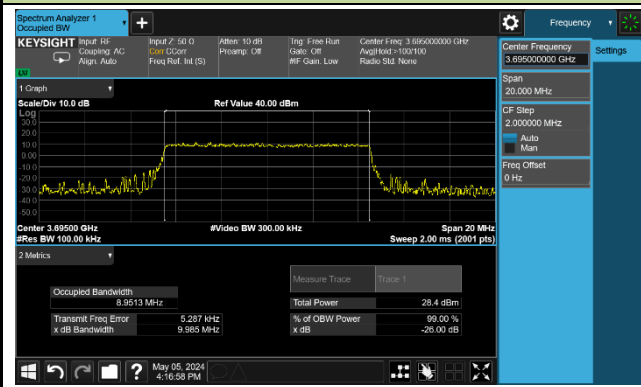 Spectrum Analyzer 1
Occupied BW
Frequency
KEYSIGHT
Input: RF
Coupling: AC
Align: Auto
Input Z: 50 Ω
Corr CCorr
Freq Ref: Int (S)
Atten: 10 dB
Preamp: Off
Trig: Free Run
Gate: Off
#IF Gain: Low
Center Freq: 3.695000000 GHz
Avg|Hold:>100/100
Radio Std: None
Center Frequency
3.695000000 GHz
Settings
Span
20.000 MHz
CF Step
2.000000 MHz
Auto
Man
Freq Offset
0 Hz
1 Graph
Scale/Div 10.0 dB
Ref Value 40.00 dBm
Log
30.0
20.0
10.0
0.00
-10.0
-20.0
-30.0
-40.0
-50.0
Center 3.69500 GHz
#Video BW 300.00 kHz
Span 20 MHz
#Res BW 100.00 kHz
Sweep 2.00 ms (2001 pts)
2 Metrics
Measure Trace
Trace 1
Occupied Bandwidth
8.9513 MHz
Total Power
28.4 dBm
Transmit Freq Error
5.287 kHz
% of OBW Power
99.00 %
x dB Bandwidth
9.985 MHz
x dB
-26.00 dB
May 05, 2024
4:16:58 PM